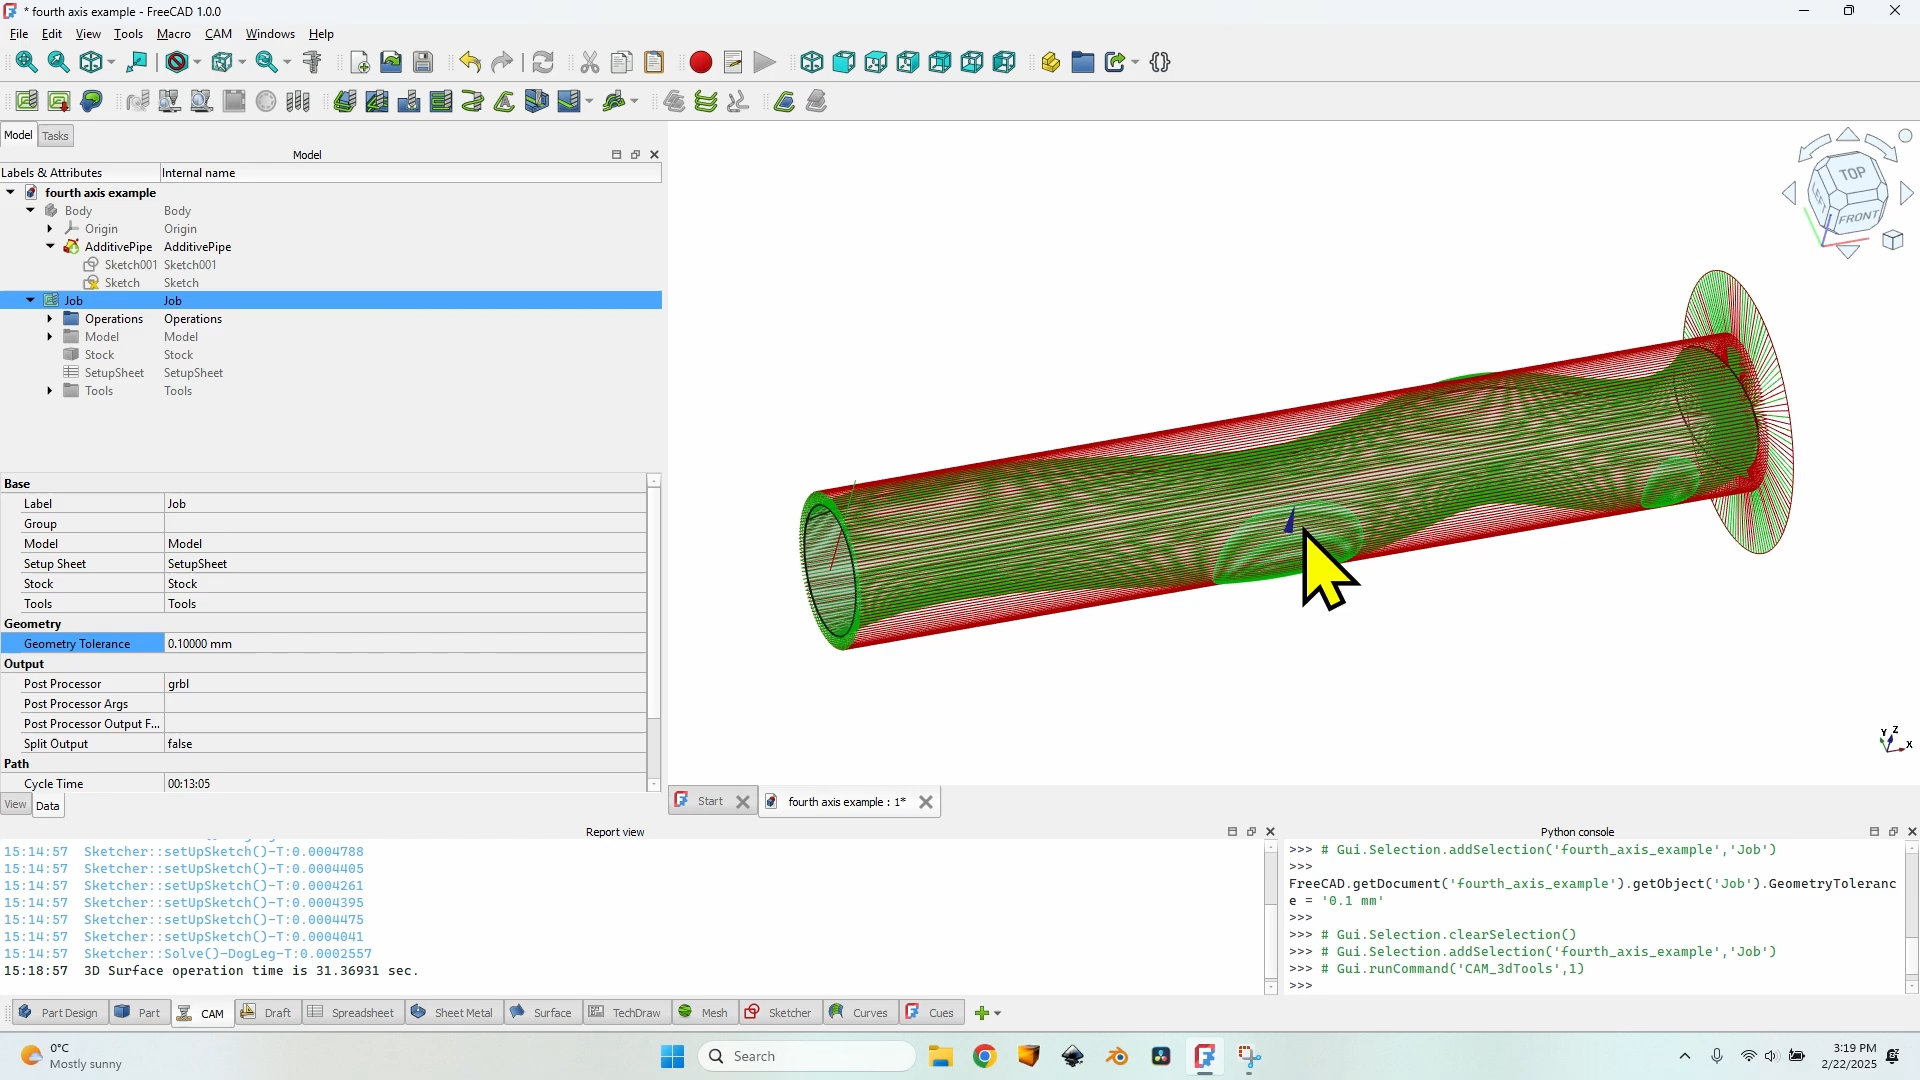 * fourth axis example - FreeCAD 1.0.0
File Edit View Tools Macro CAM Windows Help
Model Tasks
Model
Labels & Attributes Internal name
fourth axis example
Body Body
Origin Origin
AdditivePipe AdditivePipe
Sketch001 Sketch001
Sketch Sketch
Job Job
Operations Operations
Model Model
Stock Stock
SetupSheet SetupSheet
Tools Tools
Base
Label Job
Group
Model Model
Setup Sheet SetupSheet
Stock Stock
Tools Tools
Geometry
Geometry Tolerance 0.10000 mm
Output
Post Processor grbl
Post Processor Args
Post Processor Output F...
Split Output false
Path
Cycle Time 00:13:05
View Data
TOP
LEFT
FRONT
Y Z X
Start fourth axis example : 1*
Report view
15:14:57 Sketcher::setUpSketch()-T:0.0004788
15:14:57 Sketcher::setUpSketch()-T:0.0004405
15:14:57 Sketcher::setUpSketch()-T:0.0004261
15:14:57 Sketcher::setUpSketch()-T:0.0004395
15:14:57 Sketcher::setUpSketch()-T:0.0004475
15:14:57 Sketcher::setUpSketch()-T:0.0004041
15:14:57 Sketcher::Solve()-DogLeg-T:0.0002557
15:18:57 3D Surface operation time is 31.36931 sec.
Python console
>>> # Gui.Selection.addSelection('fourth_axis_example','Job')
>>>
FreeCAD.getDocument('fourth_axis_example').getObject('Job').GeometryToleranc
e = '0.1 mm'
>>>
>>> # Gui.Selection.clearSelection()
>>> # Gui.Selection.addSelection('fourth_axis_example','Job')
>>> # Gui.runCommand('CAM_3dTools',1)
>>>
Part Design Part CAM Draft Spreadsheet Sheet Metal Surface TechDraw Mesh Sketcher Curves Cues
0°C
Mostly sunny
Search
3:19 PM
2/22/2025